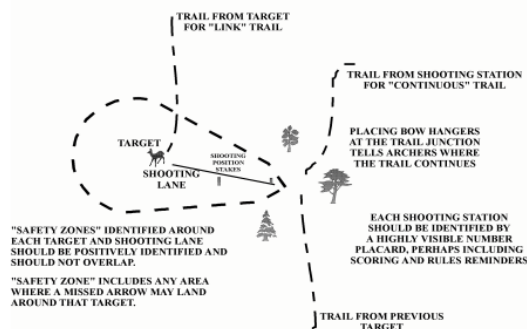 TRAIL FROM TARGET
FOR "LINK" TRAIL
TRAIL FROM SHOOTING STATION
FOR "CONTINUOUS" TRAIL
PLACING BOW HANGERS
AT THE TRAIL JUNCTION
TELLS ARCHERS WHERE
THE TRAIL CONTINUES
TARGET
SHOOTING
POSITION
STAKES
SHOOTING
LANE
"SAFETY ZONES" IDENTIFIED AROUND
EACH TARGET AND SHOOTING LANE
SHOULD BE POSITIVELY IDENTIFIED AND
SHOULD NOT OVERLAP.
"SAFETY ZONE" INCLUDES ANY AREA
WHERE A MISSED ARROW MAY LAND
AROUND THAT TARGET.
EACH SHOOTING STATION
SHOULD BE IDENTIFIED BY
A HIGHLY VISIBLE NUMBER
PLACARD, PERHAPS INCLUDING
SCORING AND RULES REMINDERS
TRAIL FROM PREVIOUS
TARGET